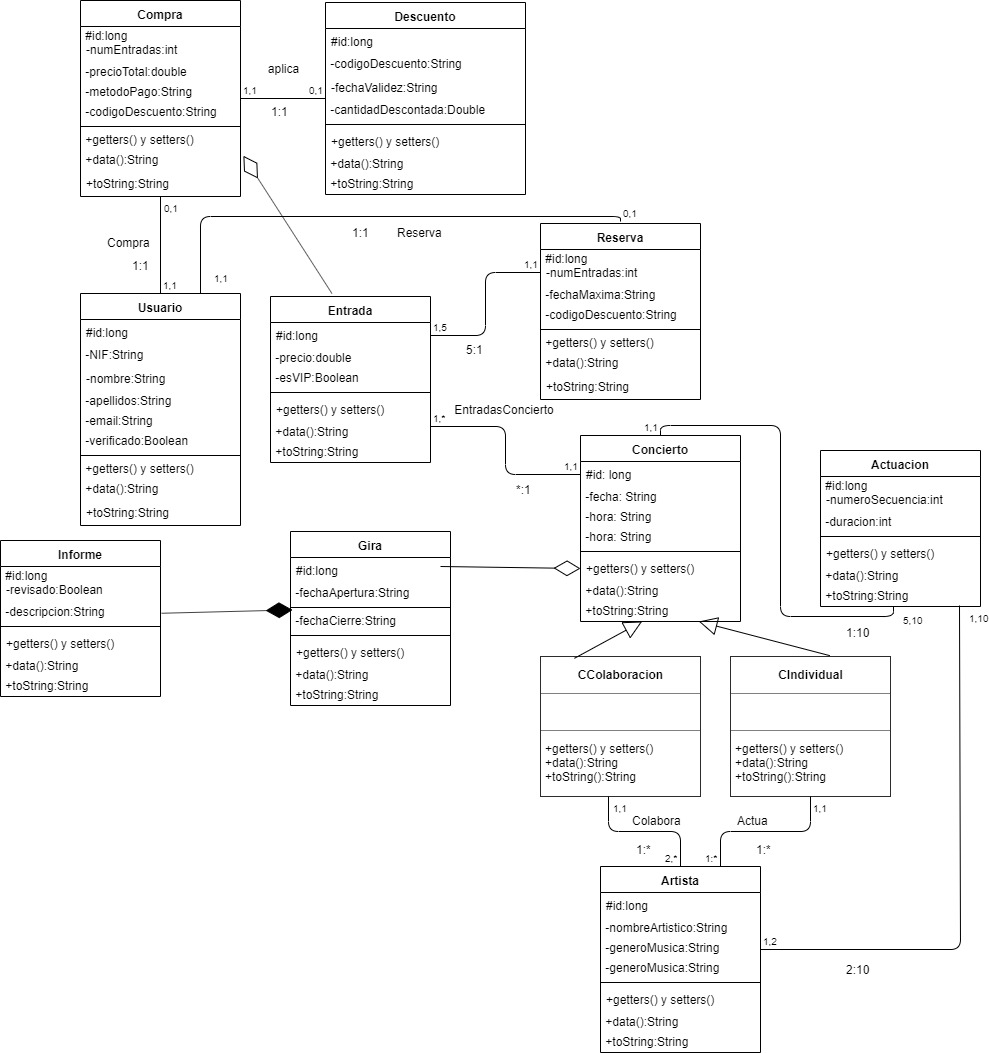 Compra
#id:long
-numEntradas:int
-precioTotal:double
-metodoPago:String
-codigoDescuento:String
+getters() y setters()
+data():String
+toString:String
aplica
1,1
0,1
1:1
Descuento
#id:long
-codigoDescuento:String
-fechaValidez:String
-cantidadDescontada:Double
+getters() y setters()
+data():String
+toString:String
0,1
Compra
1:1
1,1
1:1
Reserva
0,1
1,1
Usuario
#id:long
-NIF:String
-nombre:String
-apellidos:String
-email:String
-verificado:Boolean
+getters() y setters()
+data():String
+toString:String
Entrada
#id:long
-precio:double
-esVIP:Boolean
+getters() y setters()
+data():String
+toString:String
1,1
1,5
5:1
Reserva
#id:long
-numEntradas:int
-fechaMaxima:String
-codigoDescuento:String
+getters() y setters()
+data():String
+toString:String
EntradasConcierto
1,*
1,1
*:1
1,1
Concierto
#id: long
-fecha: String
-hora: String
-hora: String
+getters() y setters()
+data():String
+toString:String
Actuacion
#id:long
-numeroSecuencia:int
-duracion:int
+getters() y setters()
+data():String
+toString:String
5,10
1,10
1:10
Informe
#id:long
-revisado:Boolean
-descripcion:String
+getters() y setters()
+data():String
+toString:String
Gira
#id:long
-fechaApertura:String
-fechaCierre:String
+getters() y setters()
+data():String
+toString:String
CColaboracion
+getters() y setters()
+data():String
+toString():String
CIndividual
+getters() y setters()
+data():String
+toString():String
1,1
Colabora
1:*
2,*
1,1
Actua
1:*
1:*
Artista
#id:long
-nombreArtistico:String
-generoMusica:String
-generoMusica:String
+getters() y setters()
+data():String
+toString:String
1,2
2:10